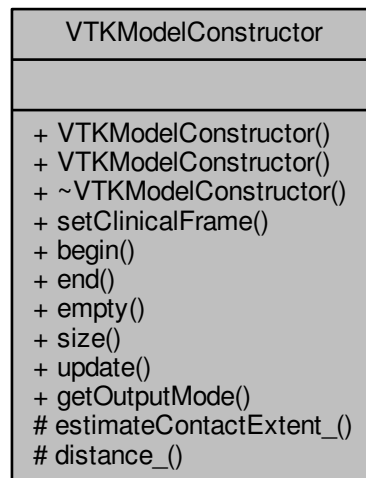 VTKModelConstructor
+ VTKModelConstructor()
+ VTKModelConstructor()
+ ~VTKModelConstructor()
+ setClinicalFrame()
+ begin()
+ end()
+ empty()
+ size()
+ update()
+ getOutputMode()
# estimateContactExtent_()
# distance_()